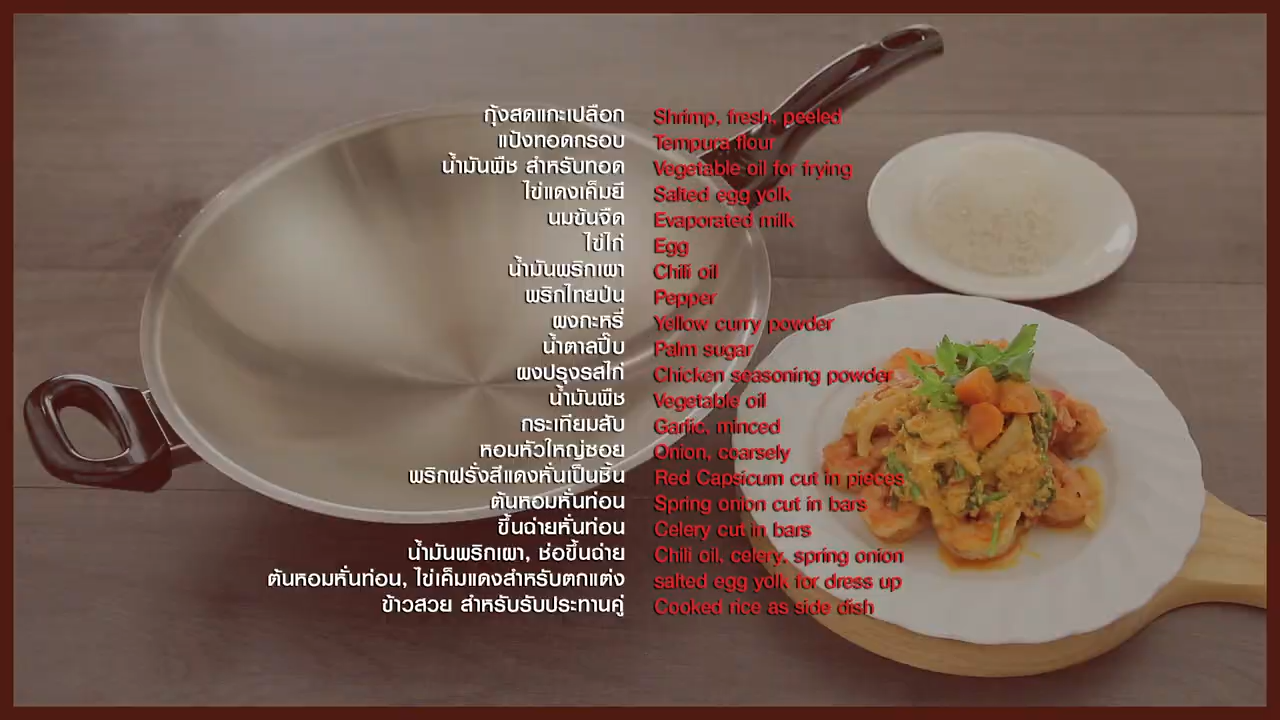 กุ้งสดแกะเปลือก Shrimp, fresh, peeled
แป้งทอดกรอบ Tempura flour
น้ำมันพืช สำหรับทอด Vegetable oil for frying
ไข่แดงเค็มยี Salted egg yolk
นมข้นจืด Evaporated milk
ไข่ไก่ Egg
น้ำมันพริกเผา Chili oil
พริกไทยป่น Pepper
ผงกะหรี่ Yellow curry powder
น้ำตาลปี๊บ Palm sugar
ผงปรุงรสไก่ Chicken seasoning powder
น้ำมันพืช Vegetable oil
กระเทียมสับ Garlic, minced
หอมหัวใหญ่ซอย Onion, coarsely
พริกฝรั่งสีแดงหั่นเป็นชิ้น Red Capsicum cut in pieces
ต้นหอมหั่นท่อน Spring onion cut in bars
ขึ้นฉ่ายหั่นท่อน Celery cut in bars
น้ำมันพริกเผา, ช่อขึ้นฉ่าย Chili oil, celery, spring onion
ต้นหอมหั่นท่อน, ไข่เค็มแดงสำหรับตกแต่ง salted egg yolk for dress up
ข้าวสวย สำหรับรับประทานคู่ Cooked rice as side dish